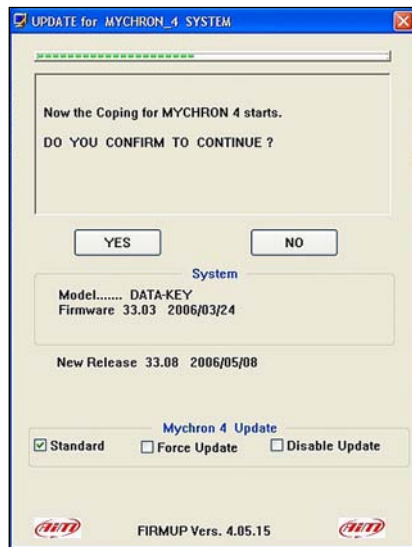 UPDATE for MYCHRON_4 SYSTEM
Now the Coping for MYCHRON 4 starts.
DO YOU CONFIRM TO CONTINUE ?
YES NO
System
Model....... DATA-KEY
Firmware 33.03 2006/03/24
New Release 33.08 2006/05/08
Mychron 4 Update
Standard Force Update Disable Update
AiM FIRMUP Vers. 4.05.15 AiM